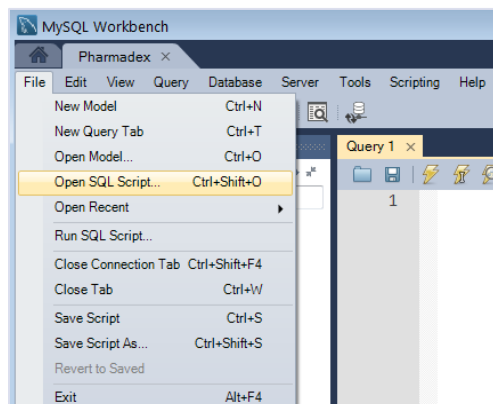 MySQL Workbench
Pharmadex ×
File Edit View Query Database Server Tools Scripting Help
New Model Ctrl+N
New Query Tab Ctrl+T
Open Model... Ctrl+O
Open SQL Script... Ctrl+Shift+O
Open Recent
Run SQL Script...
Close Connection Tab Ctrl+Shift+F4
Close Tab Ctrl+W
Save Script Ctrl+S
Save Script As... Ctrl+Shift+S
Revert to Saved
Exit Alt+F4
Query 1 ×
1